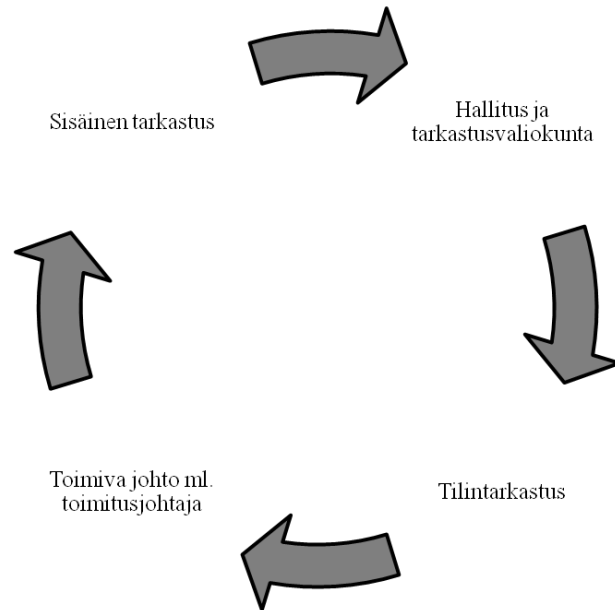 Sisäinen tarkastus
Hallitus ja
tarkastusvaliokunta
Toimiva johto ml.
toimitusjohtaja
Tilintarkastus